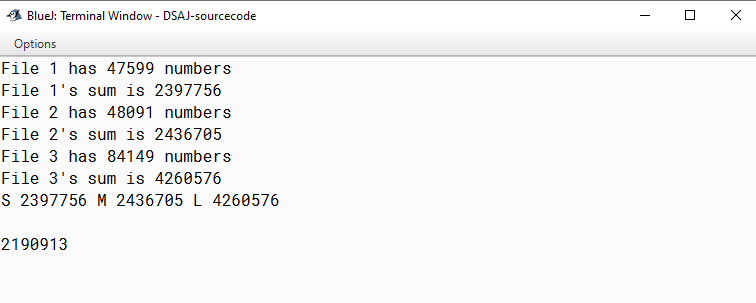 BlueJ: Terminal Window - DSAJ-sourcecode
Options
File 1 has 47599 numbers
File 1's sum is 2397756
File 2 has 48091 numbers
File 2's sum is 2436705
File 3 has 84149 numbers
File 3's sum is 4260576
S 2397756 M 2436705 L 4260576
2190913